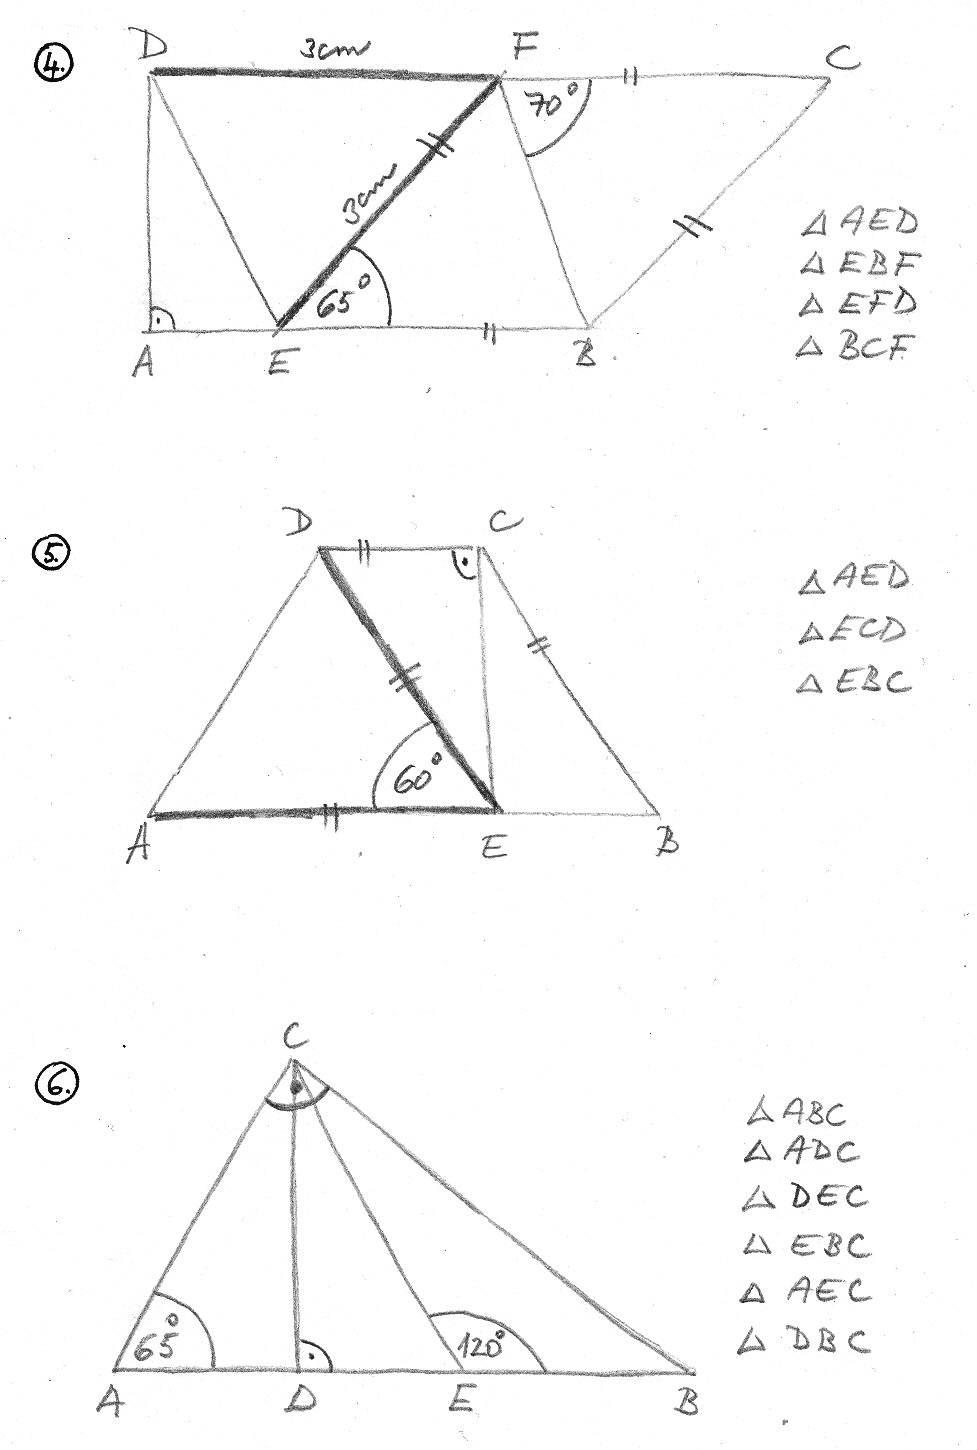 4.
D 3cm F C
70°
3cm
65°
A E B
△ AED
△ EBF
△ EFD
△ BCF
5.
D C
60°
A E B
△ AED
△ ECD
△ EBC
6.
C
65° 120°
A D E B
△ ABC
△ ADC
△ DEC
△ EBC
△ AEC
△ DBC